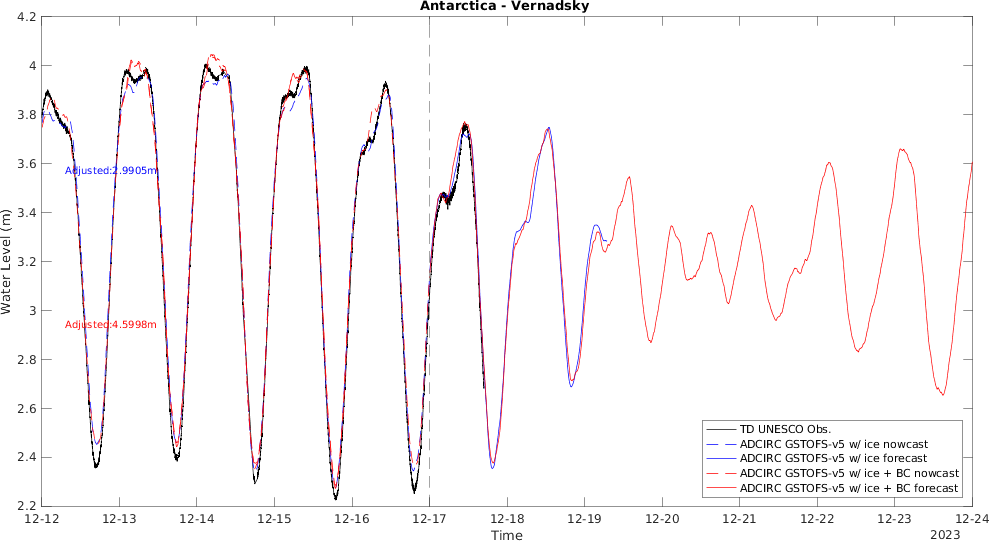 Antarctica - Vernadsky
4.2
4
3.8
3.6
3.4
3.2
3
2.8
2.6
2.4
2.2
Water Level (m)
Adjusted:2.9905m
Adjusted:4.5998m
TD UNESCO Obs.
ADCIRC GSTOFS-v5 w/ ice nowcast
ADCIRC GSTOFS-v5 w/ ice forecast
ADCIRC GSTOFS-v5 w/ ice + BC nowcast
ADCIRC GSTOFS-v5 w/ ice + BC forecast
12-12 12-13 12-14 12-15 12-16 12-17 12-18 12-19 12-20 12-21 12-22 12-23 12-24
Time
2023